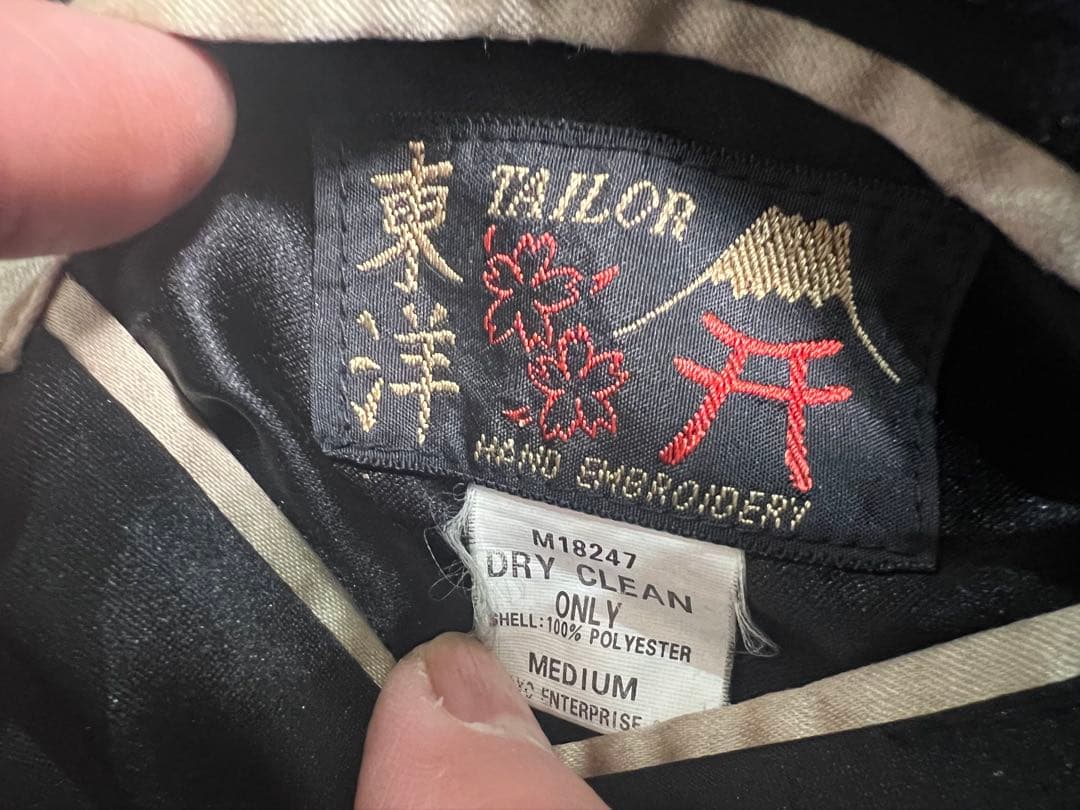 東洋
TAILOR
HAND EMBROIDERY
M18247
DRY CLEAN
ONLY
SHELL:100% POLYESTER
MEDIUM
ENTERPRISE